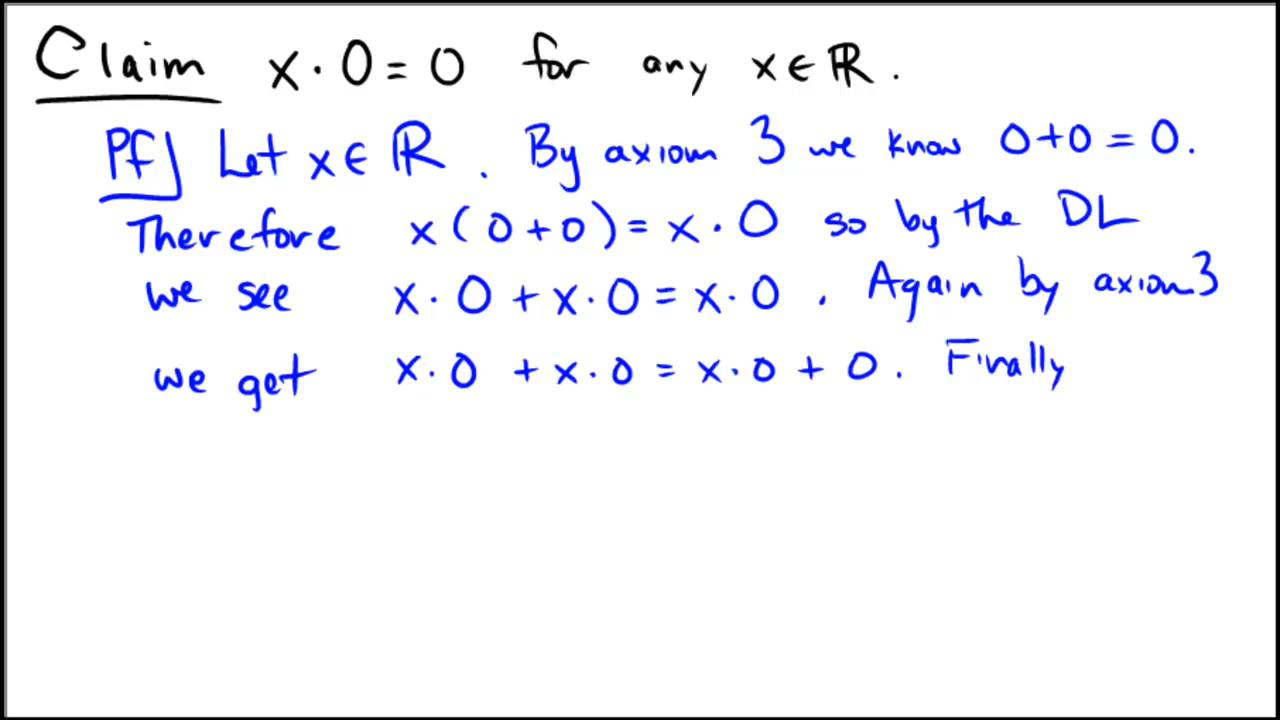 Claim x · 0 = 0 for any x ∈ ℝ.
Pf] Let x ∈ ℝ. By axiom 3 we know 0 + 0 = 0.
Therefore x (0 + 0) = x · 0 so by the DL
we see x · 0 + x · 0 = x · 0. Again by axiom 3
we get x · 0 + x · 0 = x · 0 + 0. Finally